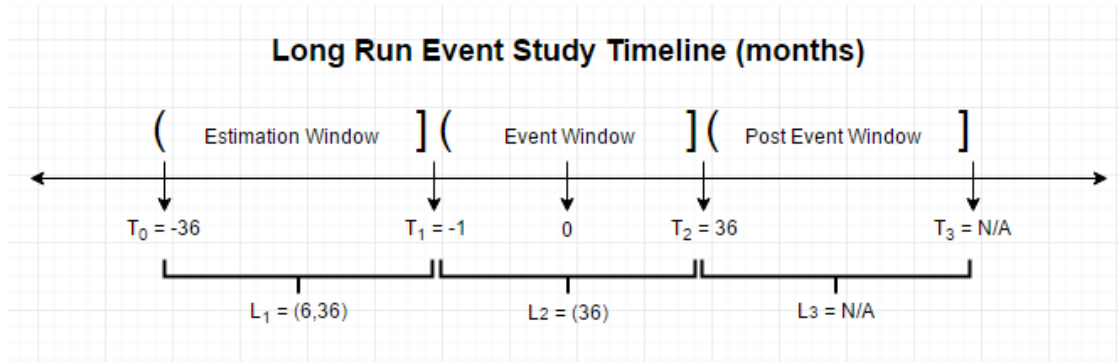 Long Run Event Study Timeline (months)
( Estimation Window ] ( Event Window ] ( Post Event Window ]
T₀ = -36 T₁ = -1 0 T₂ = 36 T₃ = N/A
L₁ = (6,36) L2 = (36) L3 = N/A